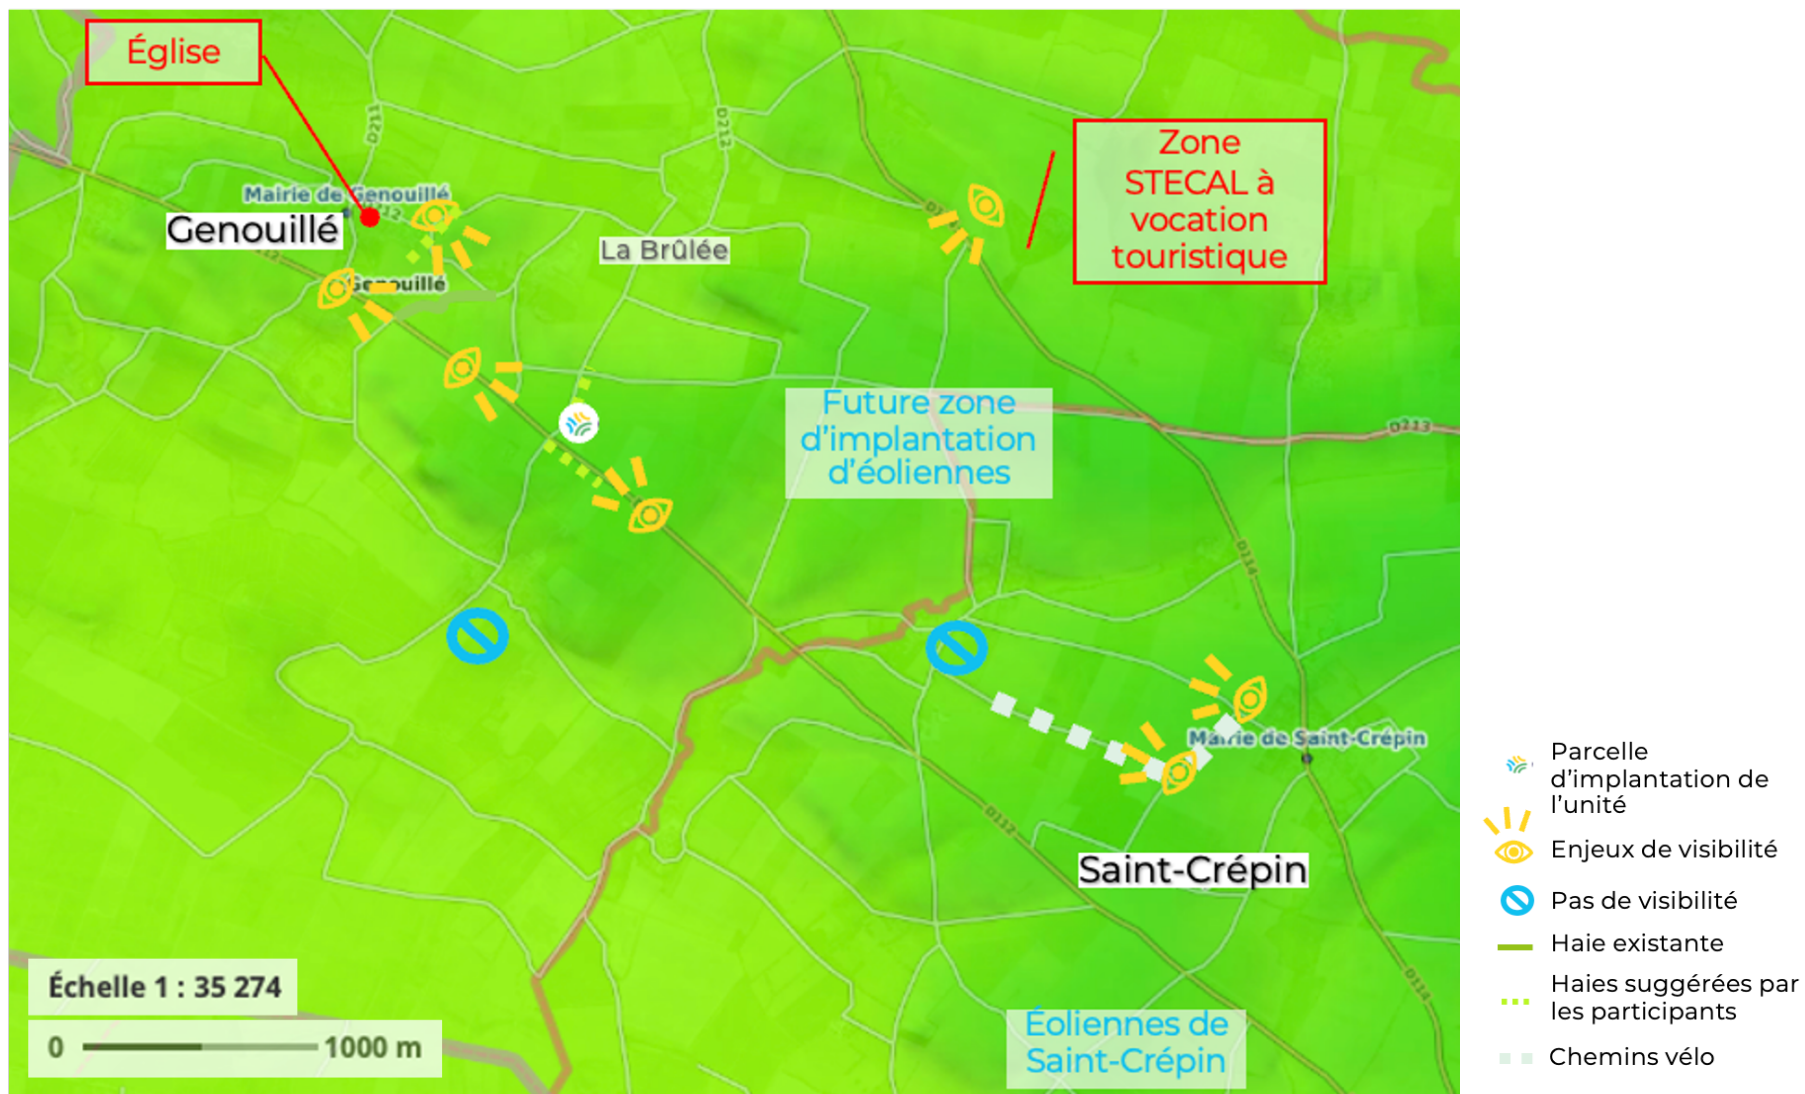 Église
D211
D212
Zone
STECAL à
vocation
touristique
Mairie de Genouillé
D212
Genouillé
La Brûlée
Genouillé
Future zone
d'implantation
d'éoliennes
D213
D114
Mairie de Saint-Crépin
D112
Saint-Crépin
D114
Échelle 1 : 35 274
0 1000 m
Éoliennes de
Saint-Crépin
Parcelle
d'implantation de
l'unité
Enjeux de visibilité
Pas de visibilité
Haie existante
Haies suggérées par
les participants
Chemins vélo